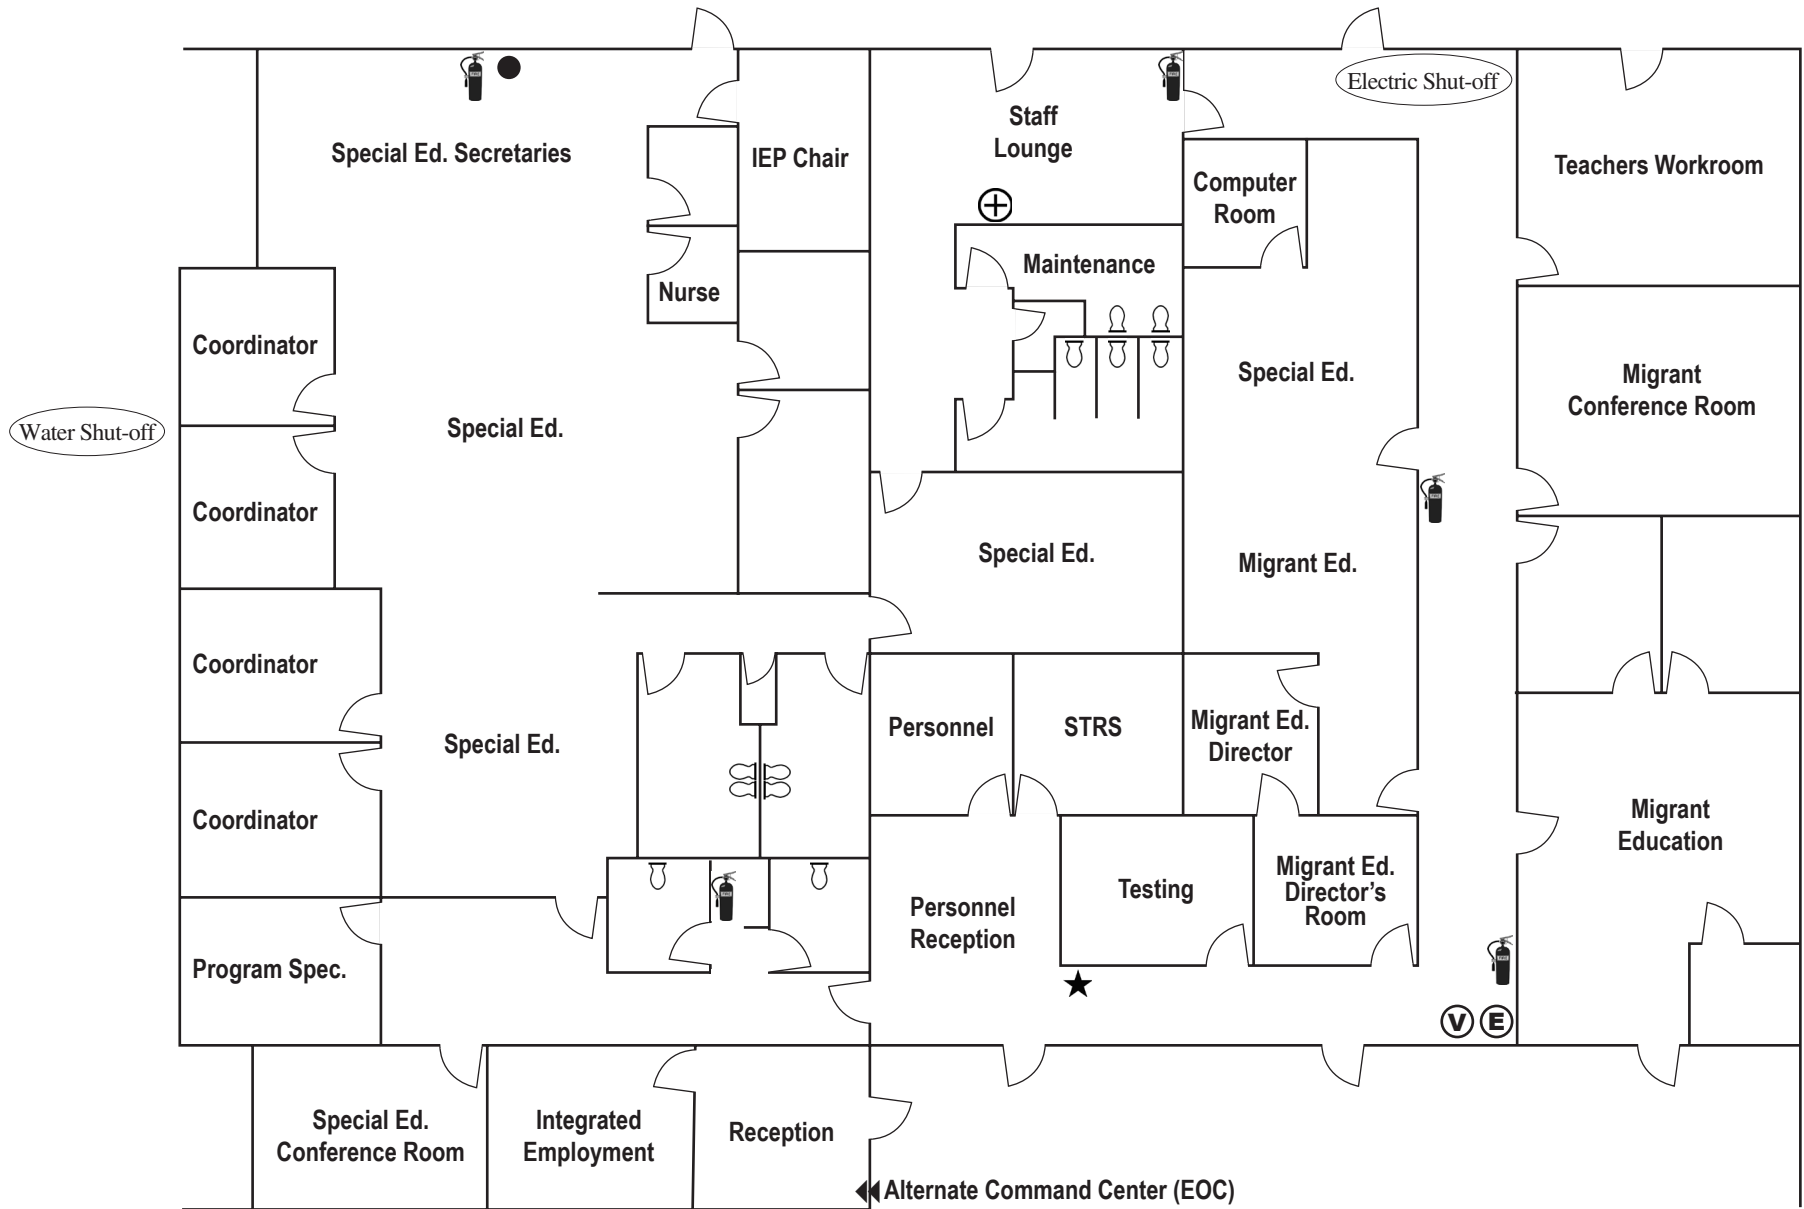 Electric Shut-off
Staff
Lounge
Special Ed. Secretaries
IEP Chair
Teachers Workroom
Computer
Room
Maintenance
Nurse
Coordinator
Special Ed.
Migrant
Conference Room
Water Shut-off
Special Ed.
Coordinator
Special Ed.
Migrant Ed.
Coordinator
Special Ed.
Personnel
STRS
Migrant Ed.
Director
Coordinator
Migrant
Education
Testing
Migrant Ed.
Director's
Room
Personnel
Reception
Program Spec.
V E
Special Ed.
Conference Room
Integrated
Employment
Reception
Alternate Command Center (EOC)